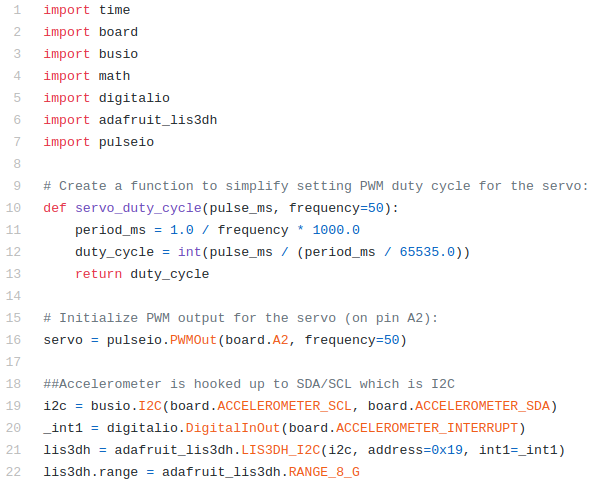 1 import time
2 import board
3 import busio
4 import math
5 import digitalio
6 import adafruit_lis3dh
7 import pulseio
8
9 # Create a function to simplify setting PWM duty cycle for the servo:
10 def servo_duty_cycle(pulse_ms, frequency=50):
11     period_ms = 1.0 / frequency * 1000.0
12     duty_cycle = int(pulse_ms / (period_ms / 65535.0))
13     return duty_cycle
14
15 # Initialize PWM output for the servo (on pin A2):
16 servo = pulseio.PWMOut(board.A2, frequency=50)
17
18 ##Accelerometer is hooked up to SDA/SCL which is I2C
19 i2c = busio.I2C(board.ACCELEROMETER_SCL, board.ACCELEROMETER_SDA)
20 _int1 = digitalio.DigitalInOut(board.ACCELEROMETER_INTERRUPT)
21 lis3dh = adafruit_lis3dh.LIS3DH_I2C(i2c, address=0x19, int1=_int1)
22 lis3dh.range = adafruit_lis3dh.RANGE_8_G